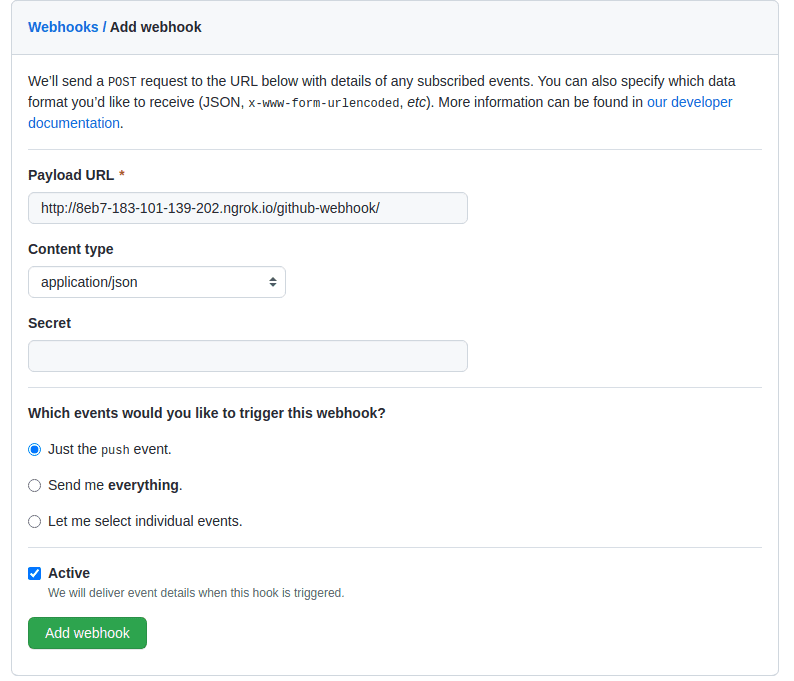 Webhooks / Add webhook
We'll send a POST request to the URL below with details of any subscribed events. You can also specify which data
format you'd like to receive (JSON, x-www-form-urlencoded, etc). More information can be found in our developer
documentation.
Payload URL *
http://8eb7-183-101-139-202.ngrok.io/github-webhook/
Content type
application/json
Secret
Which events would you like to trigger this webhook?
Just the push event.
Send me everything.
Let me select individual events.
Active
We will deliver event details when this hook is triggered.
Add webhook